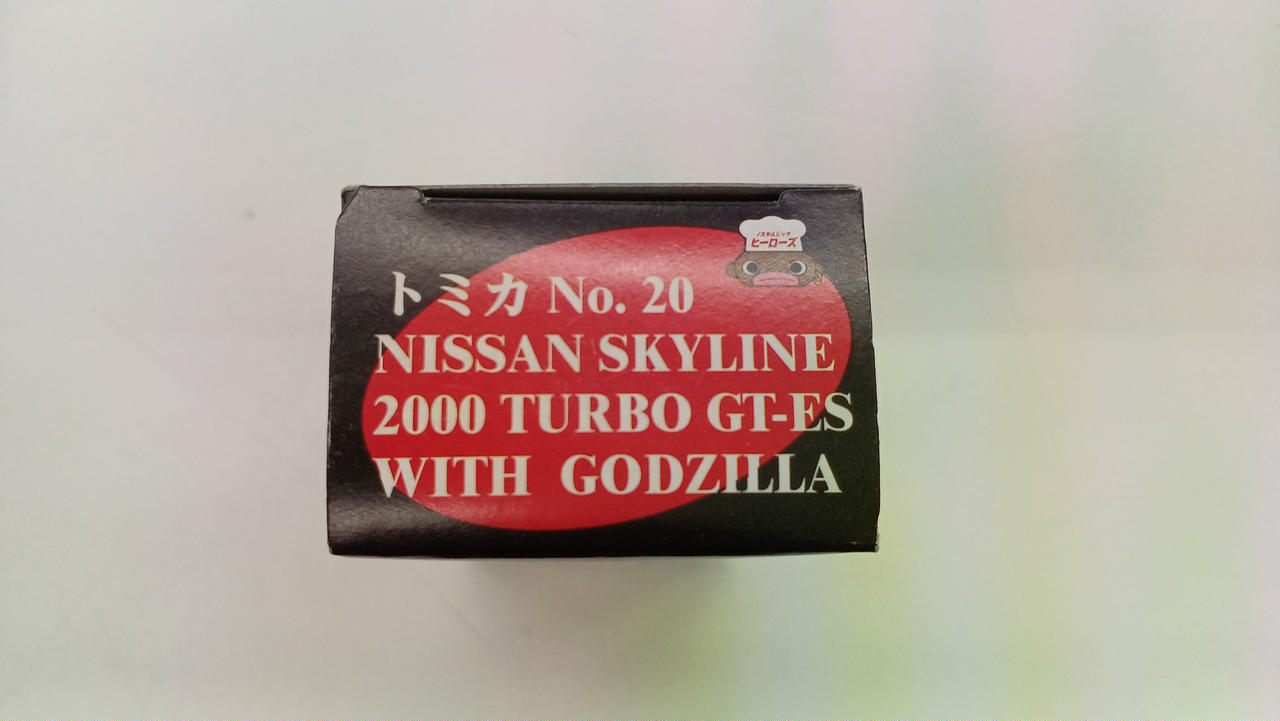 ノスタルジック
ヒーローズ
トミカ No. 20
NISSAN SKYLINE
2000 TURBO GT-ES
WITH GODZILLA